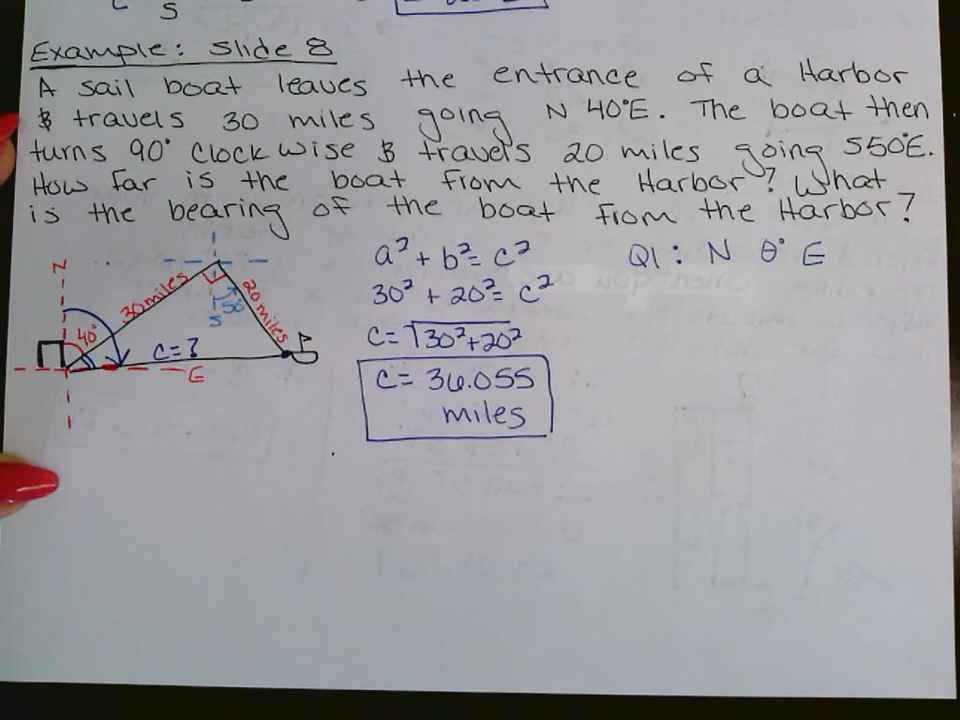 S
Example: Slide 8
A sail boat leaves the entrance of a Harbor
& travels 30 miles going N 40°E. The boat then
turns 90° clockwise & travels 20 miles going S50°E.
How far is the boat from the Harbor? What
is the bearing of the boat from the Harbor?
a² + b² = c²
30² + 20² = c²
c = √30²+20²
c = 36.055
miles
Q1: N θ° E
N
30 miles
40°
50°
S
20 miles
c = ?
E